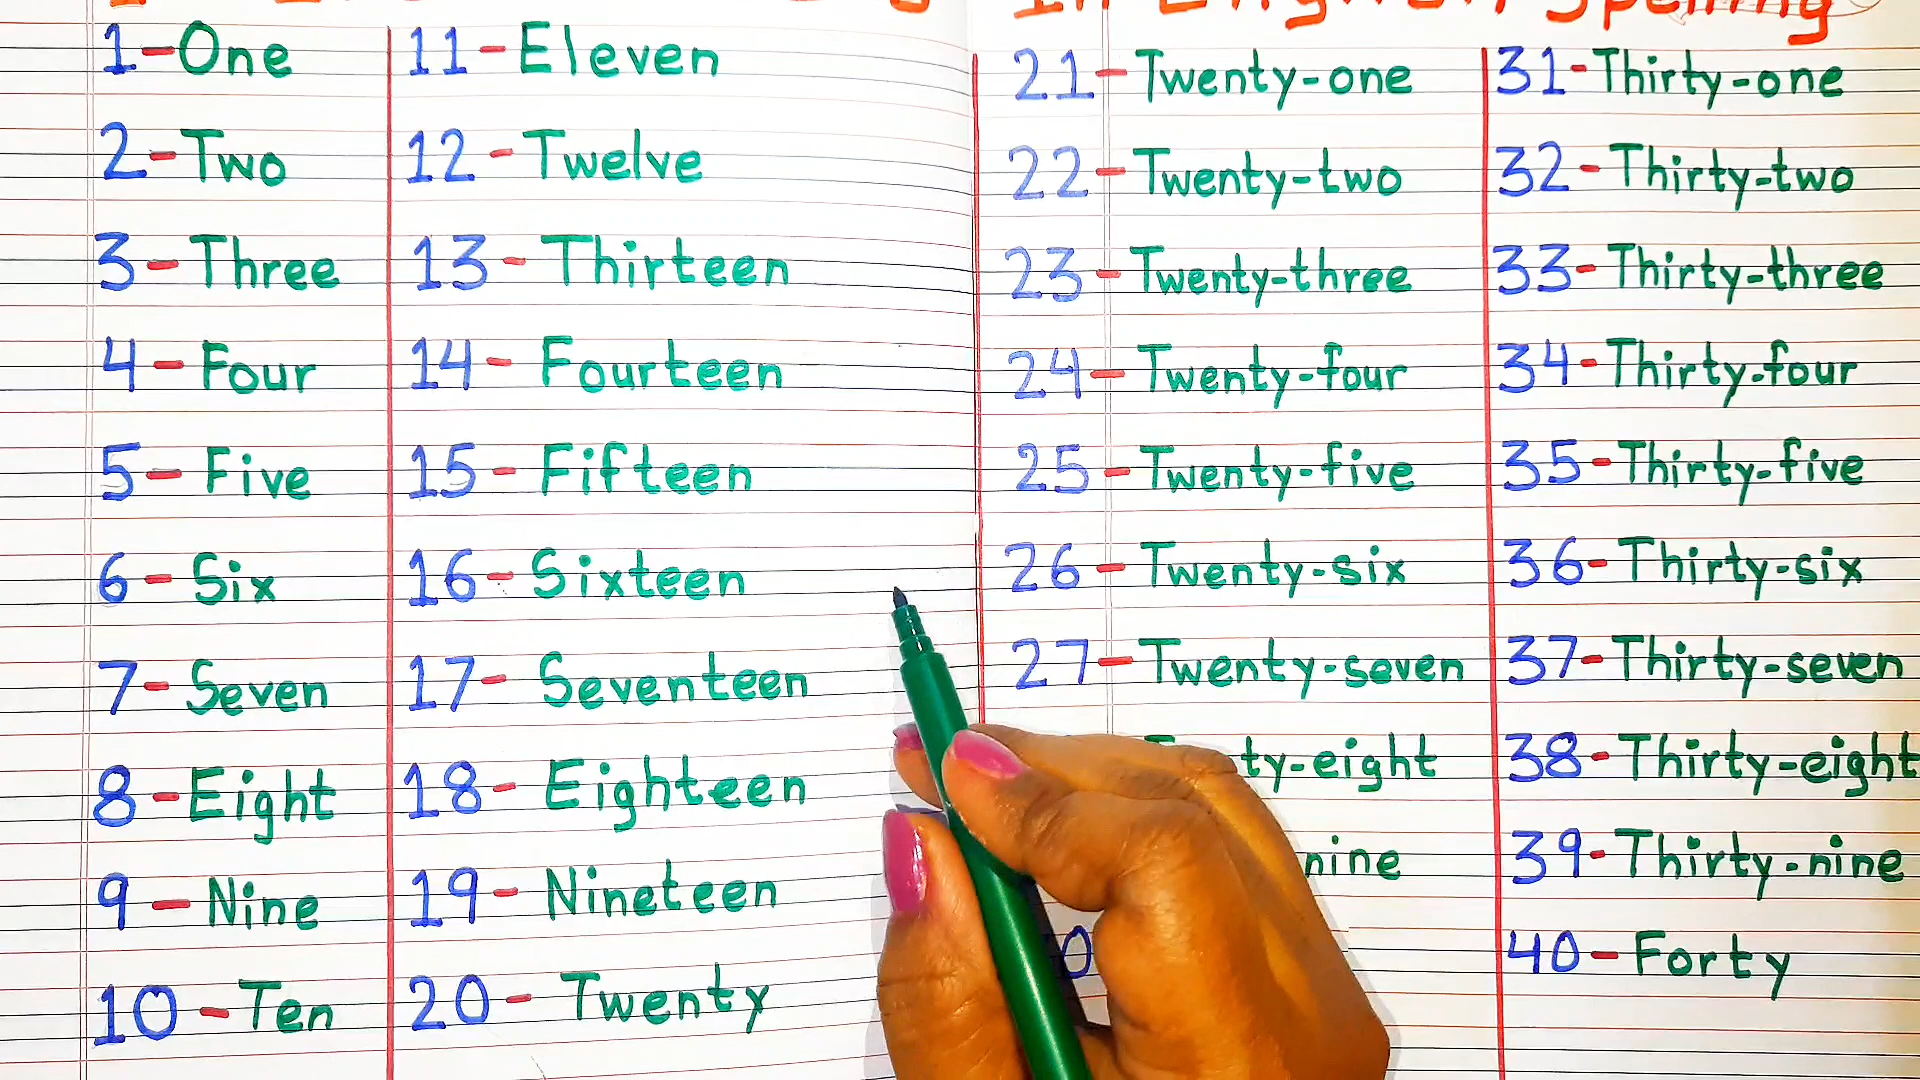 In English Spelling
1-One
2-Two
3-Three
4-Four
5-Five
6-Six
7-Seven
8-Eight
9-Nine
10-Ten
11-Eleven
12-Twelve
13-Thirteen
14-Fourteen
15-Fifteen
16-Sixteen
17-Seventeen
18-Eighteen
19-Nineteen
20-Twenty
21-Twenty-one
22-Twenty-two
23-Twenty-three
24-Twenty-four
25-Twenty-five
26-Twenty-six
27-Twenty-seven
ty-eight
nine
0
31-Thirty-one
32-Thirty-two
33-Thirty-three
34-Thirty-four
35-Thirty-five
36-Thirty-six
37-Thirty-seven
38-Thirty-eight
39-Thirty-nine
40-Forty